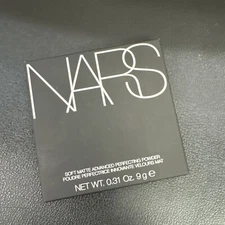 NARS
SOFT MATTE ADVANCED PERFECTING POWDER
POUDRE PERFECTRICE INNOVANTE VELOURS MAT
NET WT. 0.31 Oz. 9 g ℮